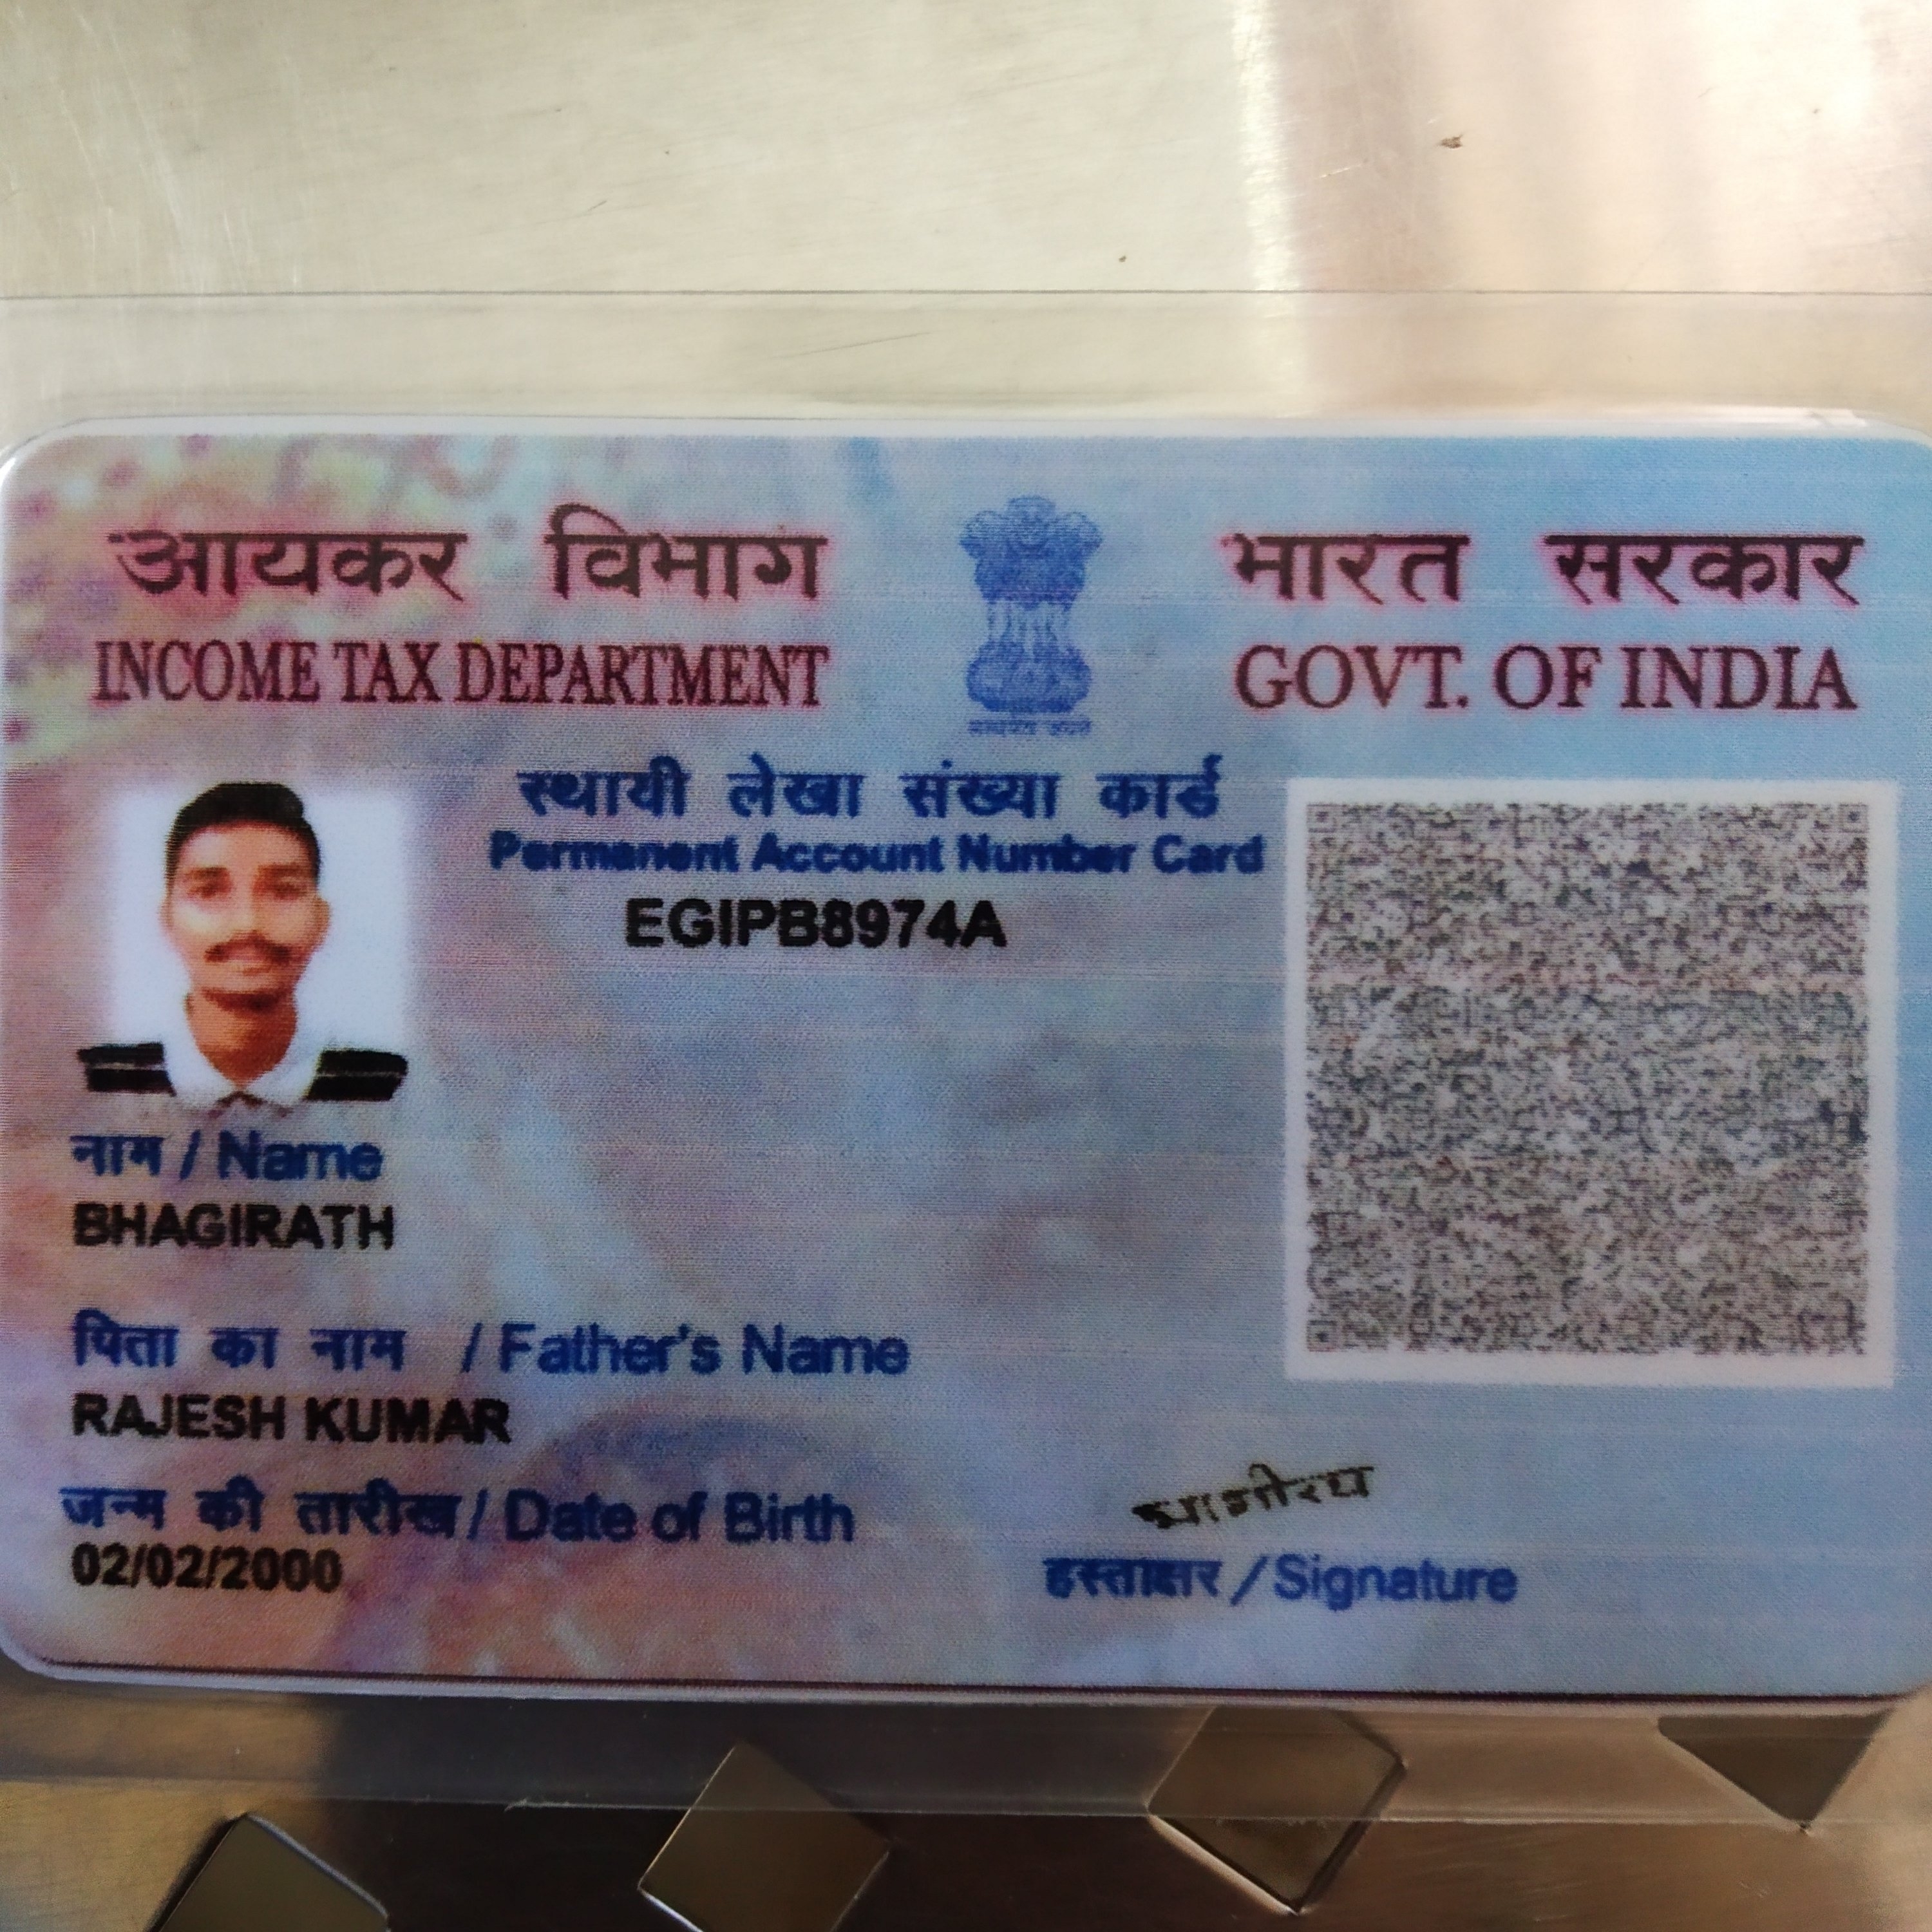 आयकर विभाग
INCOME TAX DEPARTMENT
भारत सरकार
GOVT. OF INDIA
सत्यमेव जयते
स्थायी लेखा संख्या कार्ड
Permanent Account Number Card
EGIPB8974A
नाम / Name
BHAGIRATH
पिता का नाम / Father's Name
RAJESH KUMAR
जन्म की तारीख / Date of Birth
02/02/2000
भागीरथ
हस्ताक्षर / Signature